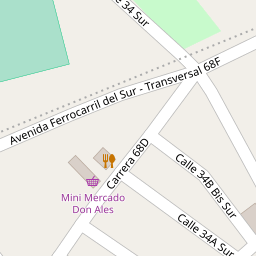 Calle 34 Sur
Avenida Ferrocarril del Sur - Transversal 68F
Carrera 68D
Calle 34B Bis Sur
Mini Mercado
Don Ales
Calle 34A Sur